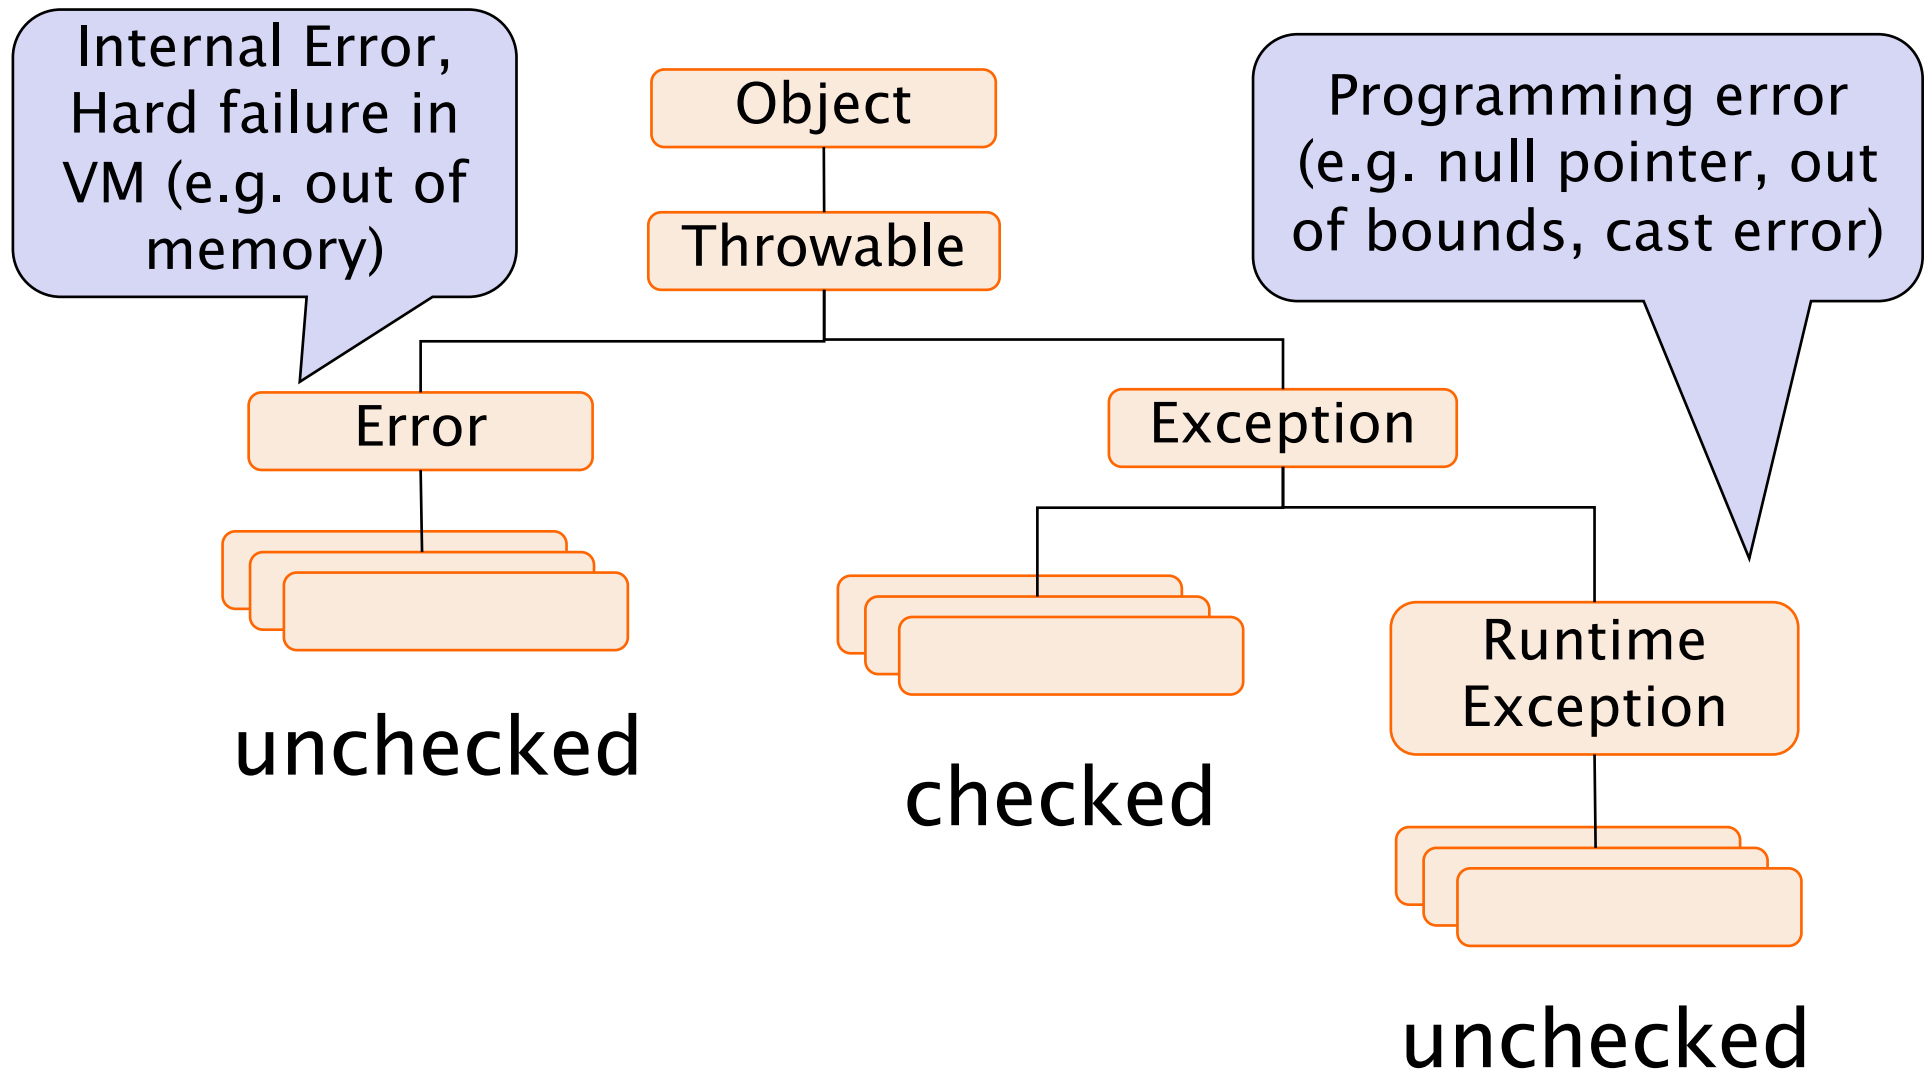 Internal Error,
Hard failure in
VM (e.g. out of
memory)
Object
Throwable
Programming error
(e.g. null pointer, out
of bounds, cast error)
Error
Exception
Runtime
Exception
unchecked
checked
unchecked